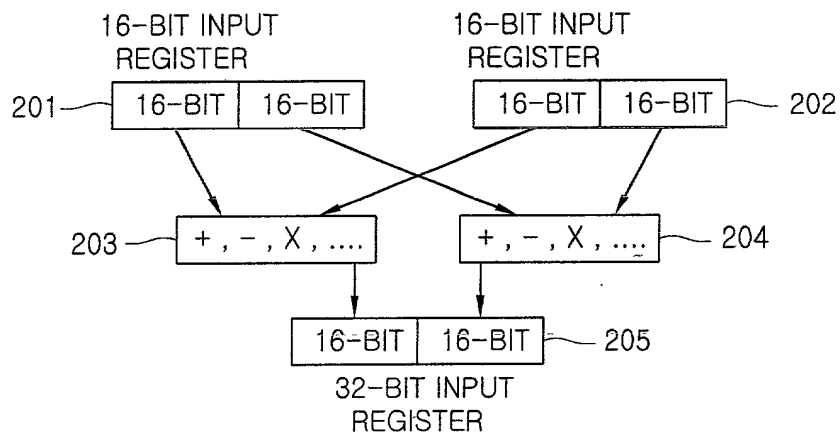 16-BIT INPUT REGISTER
16-BIT INPUT REGISTER
201 16-BIT 16-BIT
16-BIT 16-BIT 202
203 + , - , X , ....
+ , - , X , .... 204
16-BIT 16-BIT 205
32-BIT INPUT
REGISTER